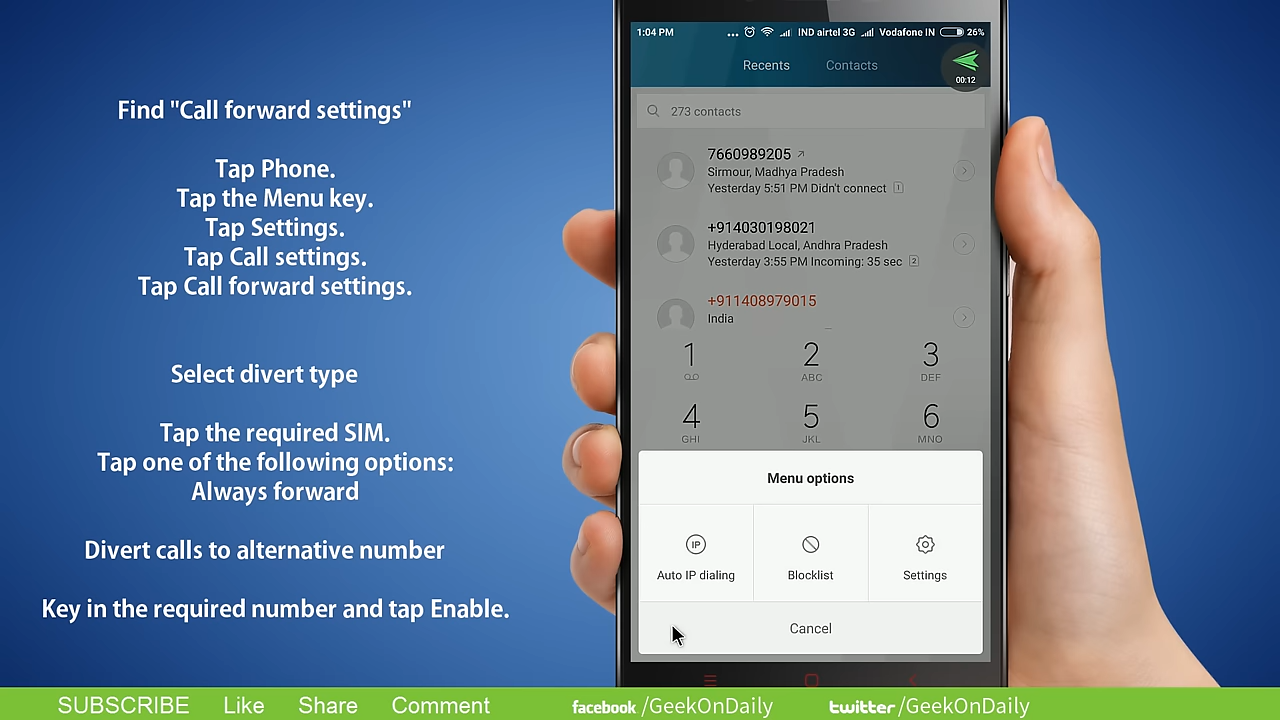 Find "Call forward settings"
Tap Phone.
Tap the Menu key.
Tap Settings.
Tap Call settings.
Tap Call forward settings.
Select divert type
Tap the required SIM.
Tap one of the following options:
Always forward
Divert calls to alternative number
Key in the required number and tap Enable.
1:04 PM ... IND airtel 3G Vodafone IN 26%
Recents Contacts
00:12
273 contacts
7660989205
Sirmour, Madhya Pradesh
Yesterday 5:51 PM Didn't connect 1
+914030198021
Hyderabad Local, Andhra Pradesh
Yesterday 3:55 PM Incoming: 35 sec 2
+911408979015
India
1 2 3
ABC DEF
4 5 6
GHI JKL MNO
Menu options
IP
Auto IP dialing Blocklist Settings
Cancel
SUBSCRIBE Like Share Comment facebook /GeekOnDaily twitter /GeekOnDaily